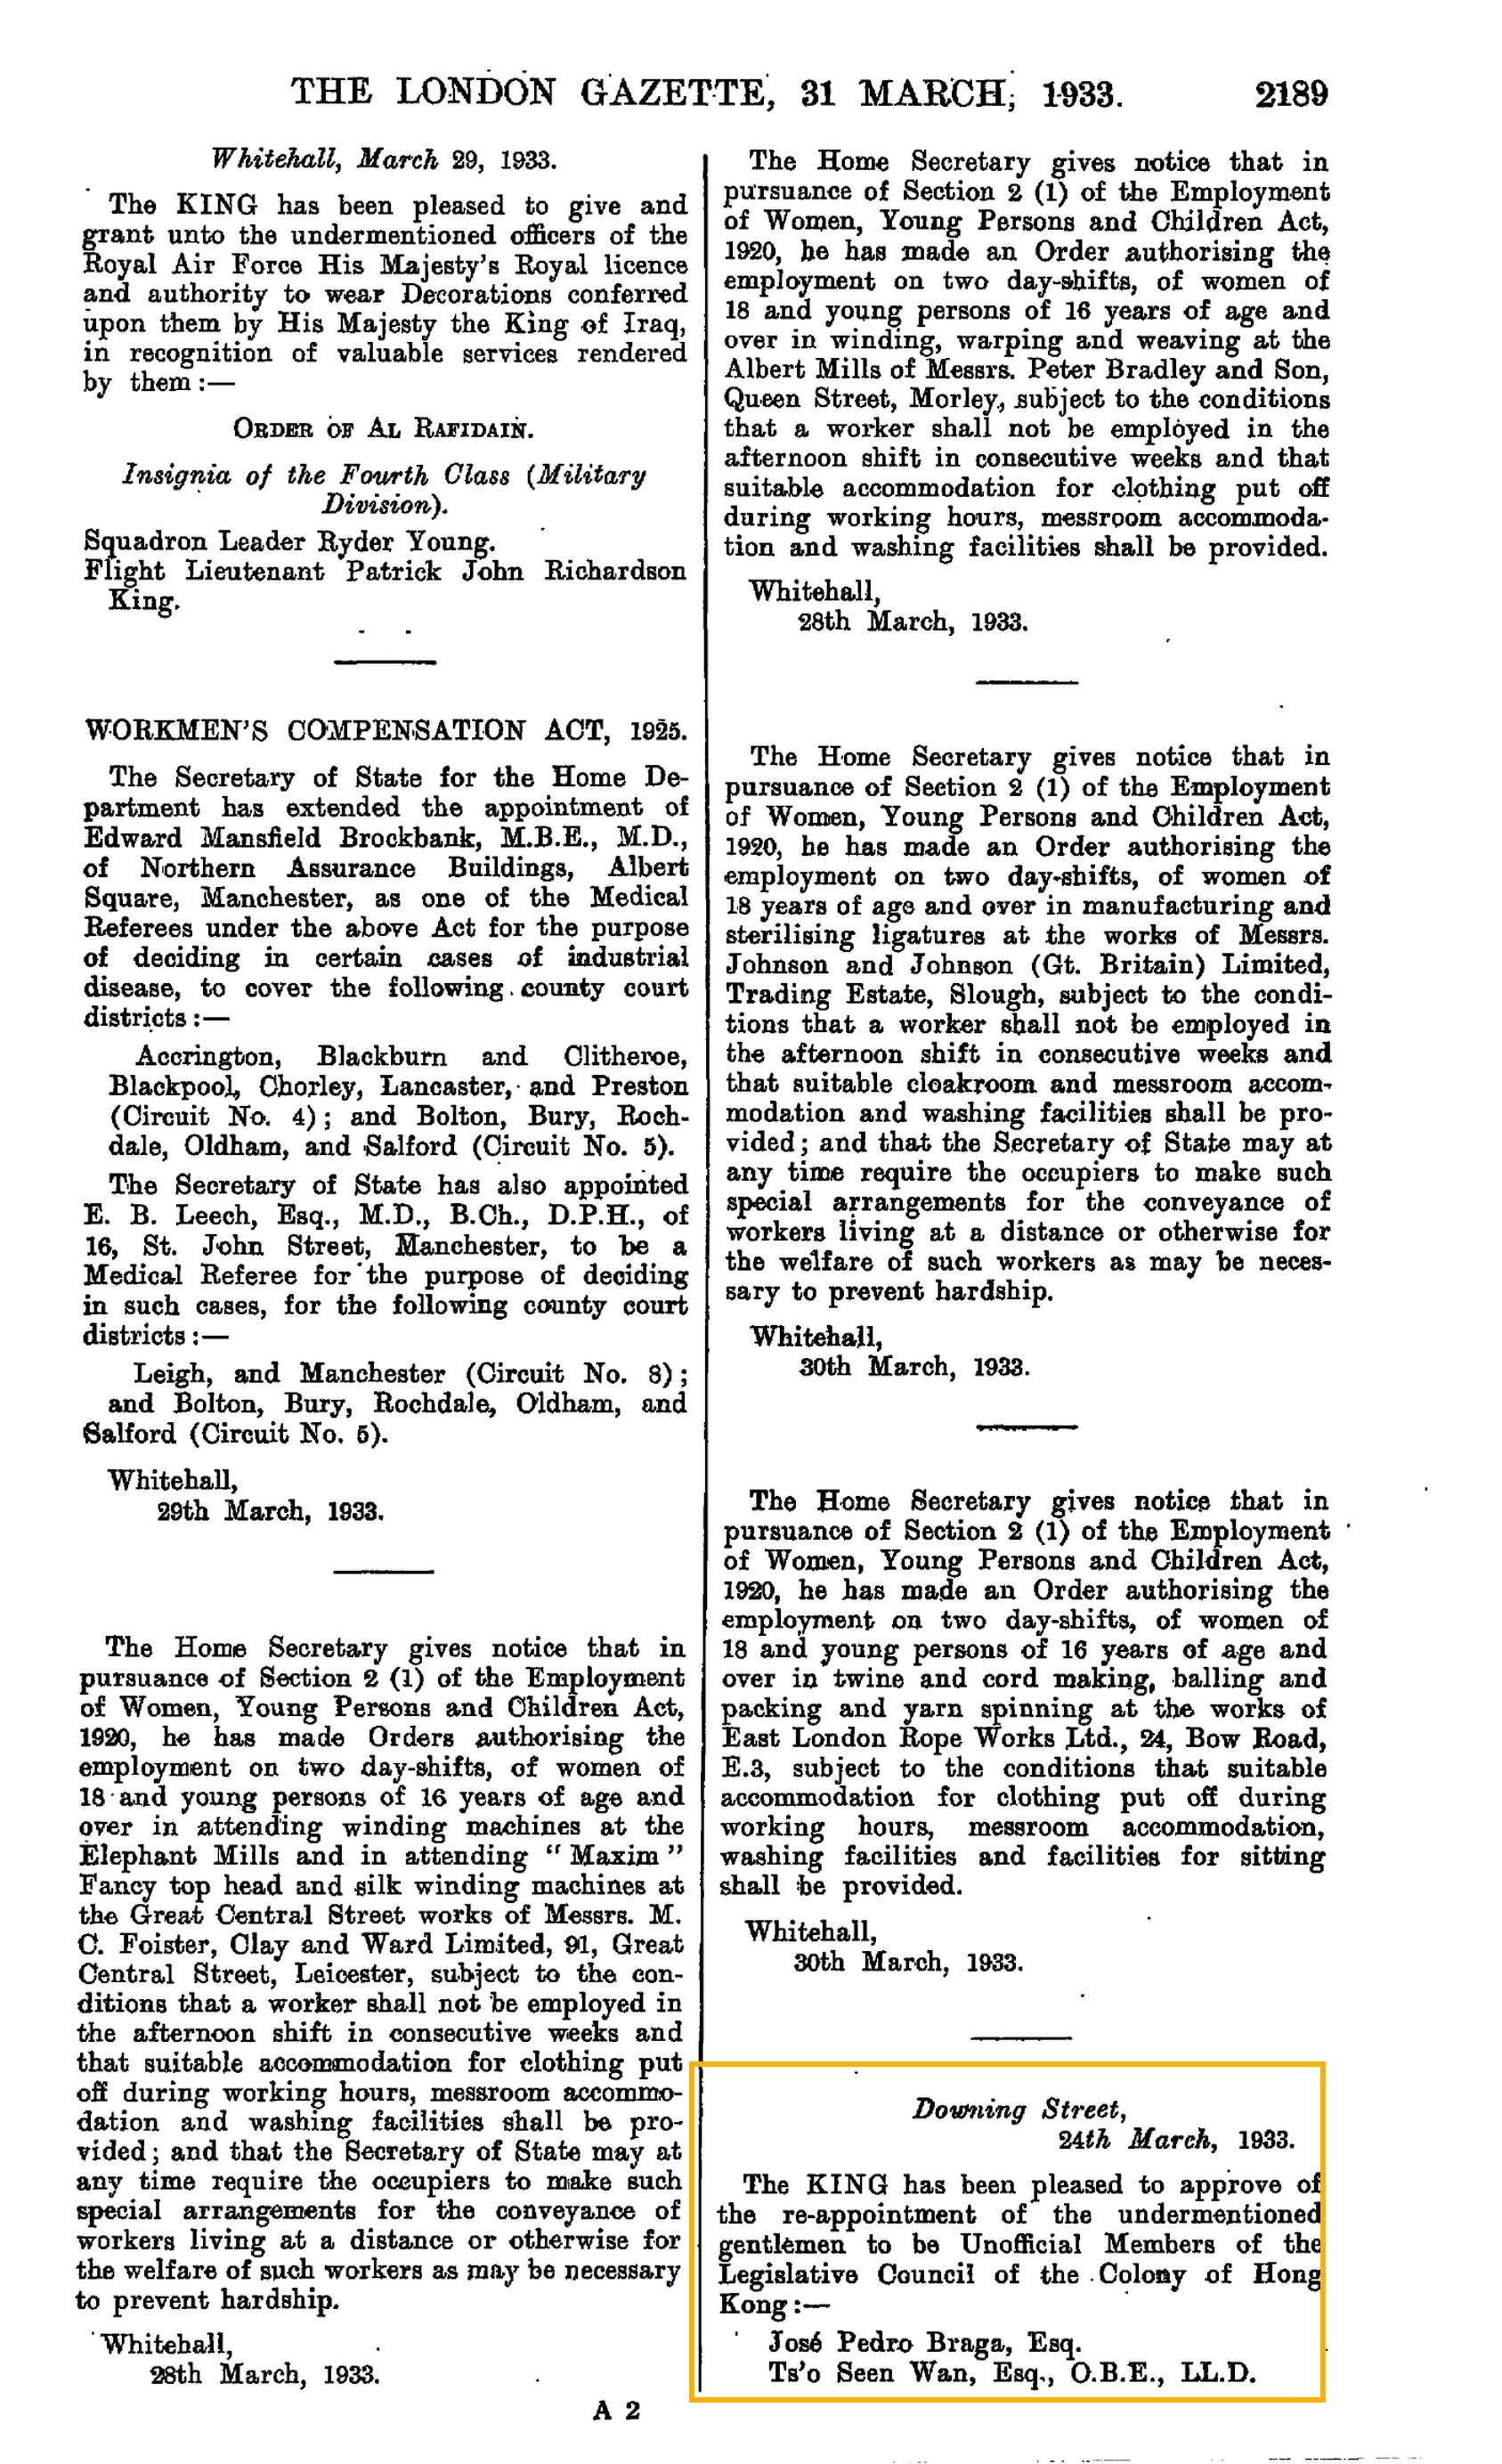 THE LONDON GAZETTE, 31 MARCH, 1933. 2189
Whitehall, March 29, 1933.
The KING has been pleased to give and
grant unto the undermentioned officers of the
Royal Air Force His Majesty's Royal licence
and authority to wear Decorations conferred
upon them by His Majesty the King of Iraq,
in recognition of valuable services rendered
by them:—
ORDER OF AL RAFIDAIN.
Insignia of the Fourth Class (Military
Division).
Squadron Leader Ryder Young.
Flight Lieutenant Patrick John Richardson
King.
WORKMEN'S COMPENSATION ACT, 1925.
The Secretary of State for the Home De-
partment has extended the appointment of
Edward Mansfield Brockbank, M.B.E., M.D.,
of Northern Assurance Buildings, Albert
Square, Manchester, as one of the Medical
Referees under the above Act for the purpose
of deciding in certain cases of industrial
disease, to cover the following county court
districts:—
Accrington, Blackburn and Clitheroe,
Blackpool, Chorley, Lancaster, and Preston
(Circuit No. 4); and Bolton, Bury, Roch-
dale, Oldham, and Salford (Circuit No. 5).
The Secretary of State has also appointed
E. B. Leech, Esq., M.D., B.Ch., D.P.H., of
16, St. John Street, Manchester, to be a
Medical Referee for the purpose of deciding
in such cases, for the following county court
districts:—
Leigh, and Manchester (Circuit No. 8);
and Bolton, Bury, Rochdale, Oldham, and
Salford (Circuit No. 5).
Whitehall,
29th March, 1933.
The Home Secretary gives notice that in
pursuance of Section 2 (1) of the Employment
of Women, Young Persons and Children Act,
1920, he has made Orders authorising the
employment on two day-shifts, of women of
18 and young persons of 16 years of age and
over in attending winding machines at the
Elephant Mills and in attending "Maxim"
Fancy top head and silk winding machines at
the Great Central Street works of Messrs. M.
C. Foister, Clay and Ward Limited, 91, Great
Central Street, Leicester, subject to the con-
ditions that a worker shall not be employed in
the afternoon shift in consecutive weeks and
that suitable accommodation for clothing put
off during working hours, messroom accommo-
dation and washing facilities shall be pro-
vided; and that the Secretary of State may at
any time require the occupiers to make such
special arrangements for the conveyance of
workers living at a distance or otherwise for
the welfare of such workers as may be necessary
to prevent hardship.
Whitehall,
28th March, 1933.
A 2
The Home Secretary gives notice that in
pursuance of Section 2 (1) of the Employment
of Women, Young Persons and Children Act,
1920, he has made an Order authorising the
employment on two day-shifts, of women of
18 and young persons of 16 years of age and
over in winding, warping and weaving at the
Albert Mills of Messrs. Peter Bradley and Son,
Queen Street, Morley, subject to the conditions
that a worker shall not be employed in the
afternoon shift in consecutive weeks and that
suitable accommodation for clothing put off
during working hours, messroom accommoda-
tion and washing facilities shall be provided.
Whitehall,
28th March, 1933.
The Home Secretary gives notice that in
pursuance of Section 2 (1) of the Employment
of Women, Young Persons and Children Act,
1920, he has made an Order authorising the
employment on two day-shifts, of women of
18 years of age and over in manufacturing and
sterilising ligatures at the works of Messrs.
Johnson and Johnson (Gt. Britain) Limited,
Trading Estate, Slough, subject to the condi-
tions that a worker shall not be employed in
the afternoon shift in consecutive weeks and
that suitable cloakroom and messroom accom-
modation and washing facilities shall be pro-
vided; and that the Secretary of State may at
any time require the occupiers to make such
special arrangements for the conveyance of
workers living at a distance or otherwise for
the welfare of such workers as may be neces-
sary to prevent hardship.
Whitehall,
30th March, 1933.
The Home Secretary gives notice that in
pursuance of Section 2 (1) of the Employment
of Women, Young Persons and Children Act,
1920, he has made an Order authorising the
employment on two day-shifts, of women of
18 and young persons of 16 years of age and
over in twine and cord making, balling and
packing and yarn spinning at the works of
East London Rope Works Ltd., 24, Bow Road,
E.3, subject to the conditions that suitable
accommodation for clothing put off during
working hours, messroom accommodation,
washing facilities and facilities for sitting
shall be provided.
Whitehall,
30th March, 1933.
Downing Street,
24th March, 1933.
The KING has been pleased to approve of
the re-appointment of the undermentioned
gentlemen to be Unofficial Members of the
Legislative Council of the Colony of Hong
Kong:—
José Pedro Braga, Esq.
Ts'o Seen Wan, Esq., O.B.E., LL.D.